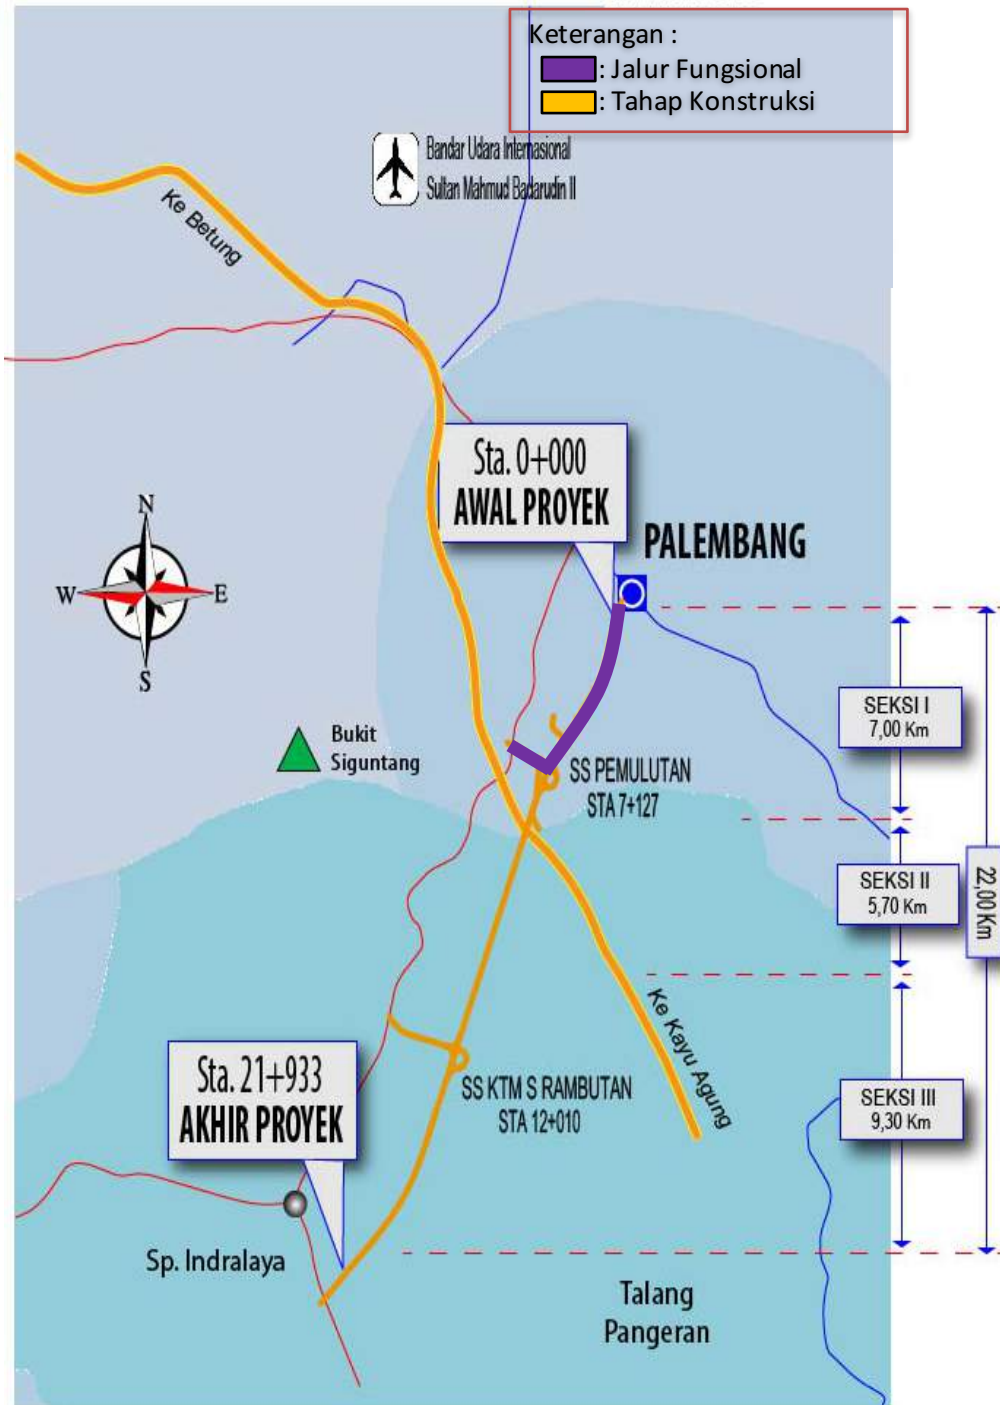 Keterangan :
: Jalur Fungsional
: Tahap Konstruksi
Bandar Udara Internasional
Sultan Mahmud Badarudin II
Ke Betung
Sta. 0+000
AWAL PROYEK
PALEMBANG
N
W
E
S
SEKSI I
7,00 Km
Bukit
Siguntang
SS PEMULUTAN
STA 7+127
SEKSI II
5,70 Km
22,00 Km
Ke Kayu Agung
Sta. 21+933
AKHIR PROYEK
SS KTM S RAMBUTAN
STA 12+010
SEKSI III
9,30 Km
Sp. Indralaya
Talang
Pangeran